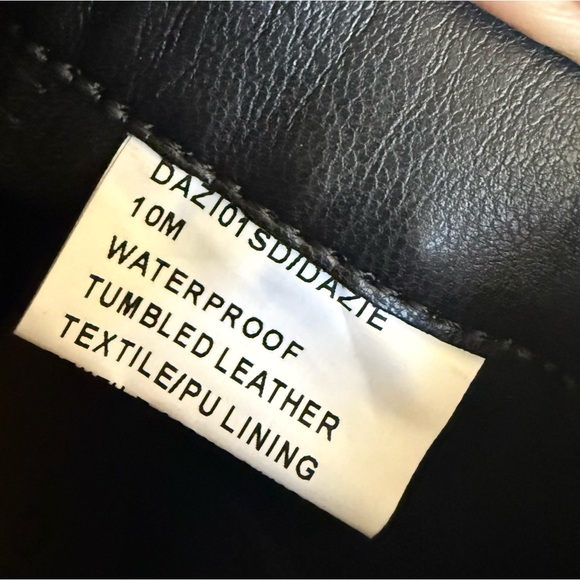 DAZI01SD/DAZIE
10M
WATERPROOF
TUMBLED LEATHER
TEXTILE/PU LINING